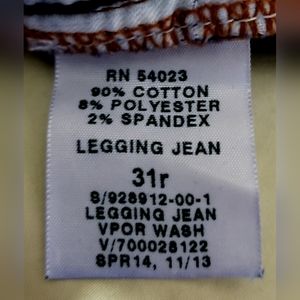 RN 54023
90% COTTON
8% POLYESTER
2% SPANDEX
LEGGING JEAN
31r
S/928912-00-1
LEGGING JEAN
VPOR WASH
V/700028122
SPR14, 11/13